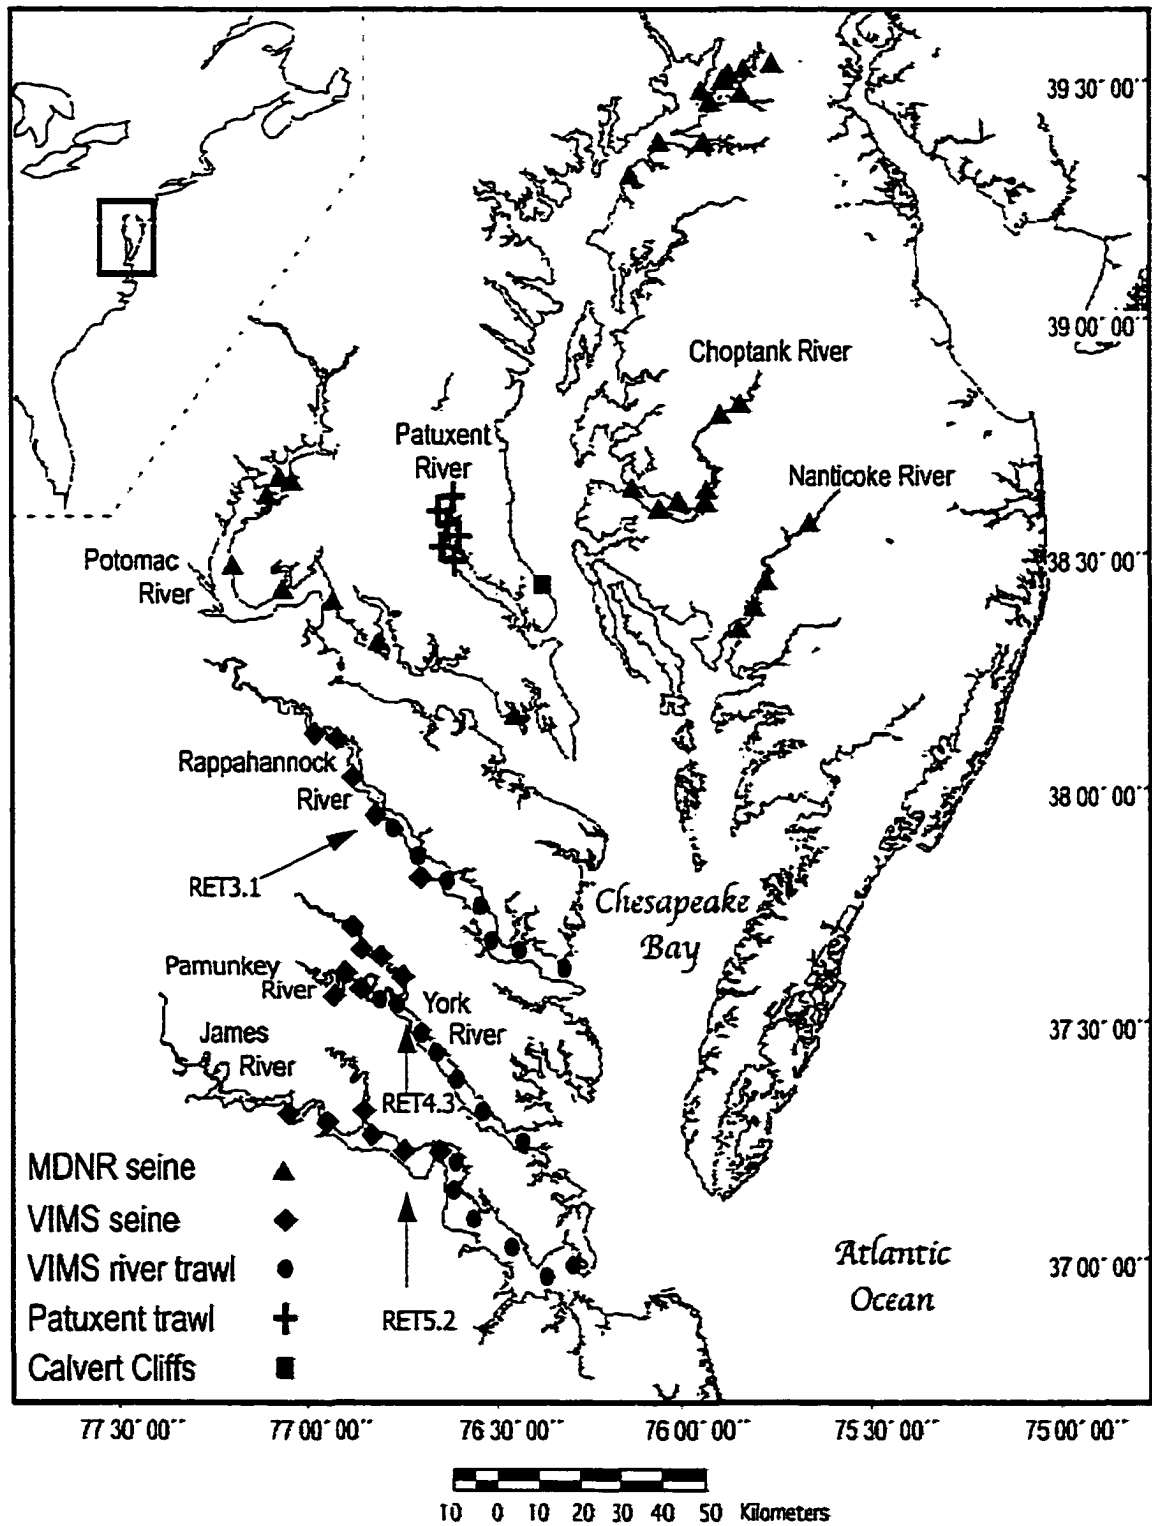 39 30' 00''
39 00' 00''
Choptank River
Patuxent
River
Nanticoke River
38 30' 00''
Potomac
River
Rappahannock
River
38 00' 00''
RET3.1
Chesapeake
Bay
Pamunkey
River
York
River
37 30' 00''
James
River
RET4.3
MDNR seine
VIMS seine
VIMS river trawl
Patuxent trawl
Calvert Cliffs
RET5.2
Atlantic
Ocean
37 00' 00''
77 30' 00'' 77 00' 00'' 76 30' 00'' 76 00' 00'' 75 30' 00'' 75 00' 00''
10 0 10 20 30 40 50 Kilometers